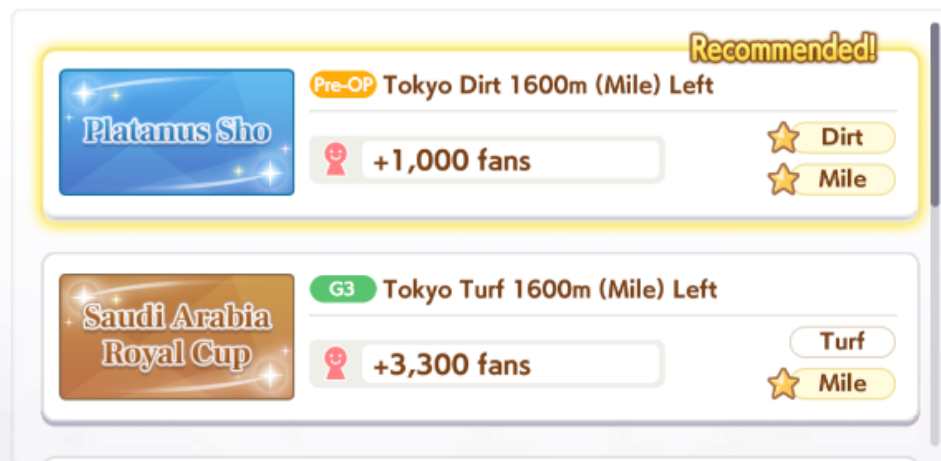 Recommended!
Platanus Sho
Pre-OP Tokyo Dirt 1600m (Mile) Left
+1,000 fans
Dirt
Mile
Saudi Arabia
Royal Cup
G3 Tokyo Turf 1600m (Mile) Left
+3,300 fans
Turf
Mile